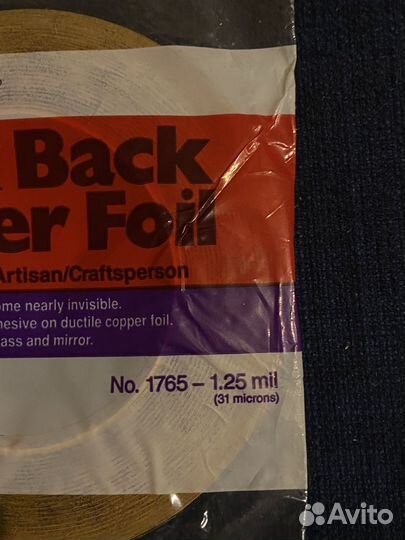 Back
er Foil
Artisan/Craftsperson
ome nearly invisible.
hesive on ductile copper foil.
ass and mirror.
No. 1765 – 1.25 mil
(31 microns)
Avito